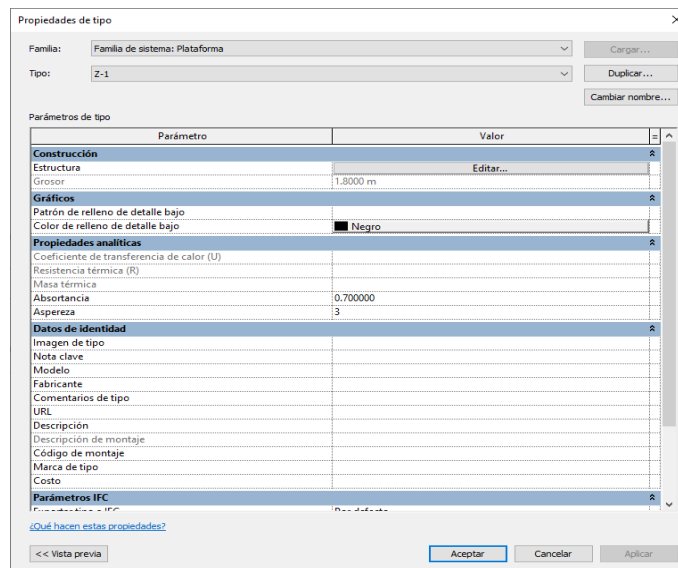 Propiedades de tipo
Familia: Familia de sistema: Plataforma Cargar...
Tipo: Z-1 Duplicar...
Cambiar nombre...
Parámetros de tipo
Parámetro Valor =
Construcción
Estructura Editar...
Grosor 1.8000 m
Gráficos
Patrón de relleno de detalle bajo
Color de relleno de detalle bajo Negro
Propiedades analíticas
Coeficiente de transferencia de calor (U)
Resistencia térmica (R)
Masa térmica
Absortancia 0.700000
Aspereza 3
Datos de identidad
Imagen de tipo
Nota clave
Modelo
Fabricante
Comentarios de tipo
URL
Descripción
Descripción de montaje
Código de montaje
Marca de tipo
Costo
Parámetros IFC
¿Qué hacen estas propiedades?
<< Vista previa Aceptar Cancelar Aplicar